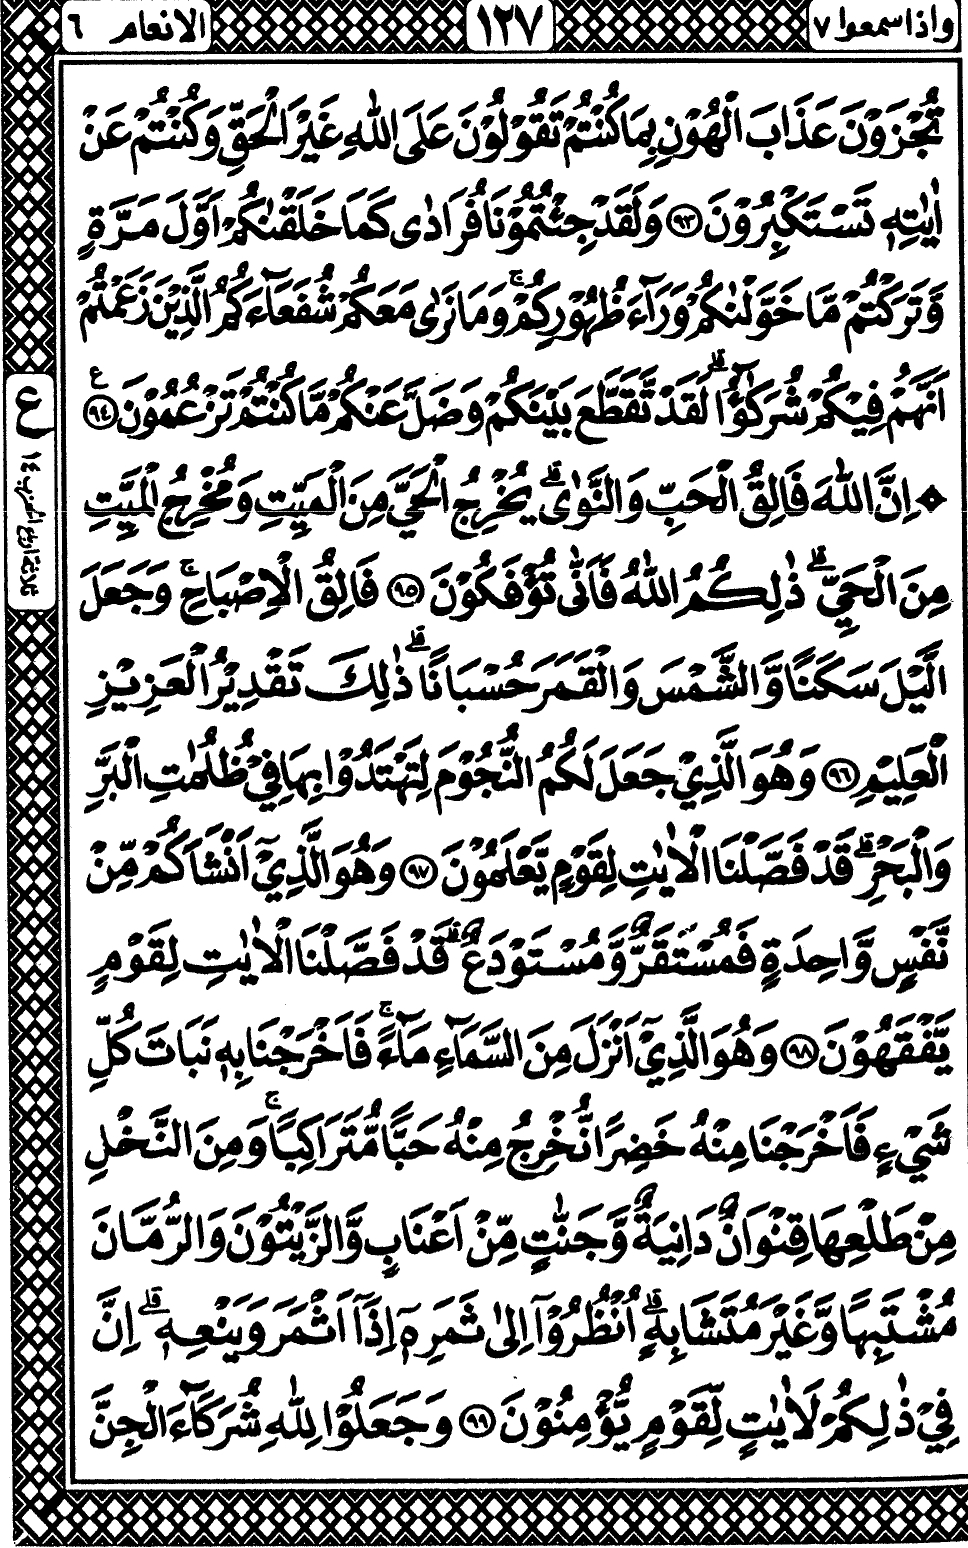 واذاسمعوا ٧
١٢٧
الانعام ٦
تُجْزَوْنَ عَذَابَ الْهُوْنِ بِمَا كُنْتُمْ تَقُوْلُوْنَ عَلَى اللّٰهِ غَيْرَ الْحَقِّ وَكُنْتُمْ عَنْ
اٰيٰتِهٖ تَسْتَكْبِرُوْنَ ﴿٩٣﴾ وَلَقَدْ جِئْتُمُوْنَا فُرَادٰى كَمَا خَلَقْنٰكُمْ اَوَّلَ مَرَّةٍ
وَّتَرَكْتُمْ مَّا خَوَّلْنٰكُمْ وَرَآءَ ظُهُوْرِكُمْ ۚ وَمَا نَرٰى مَعَكُمْ شُفَعَآءَكُمُ الَّذِيْنَ زَعَمْتُمْ
اَنَّهُمْ فِيْكُمْ شُرَكٰٓؤُا ؕ لَقَدْ تَّقَطَّعَ بَيْنَكُمْ وَضَلَّ عَنْكُمْ مَّا كُنْتُمْ تَزْعُمُوْنَ ﴿٩٤﴾ ع
اِنَّ اللّٰهَ فَالِقُ الْحَبِّ وَالنَّوٰى ؕ يُخْرِجُ الْحَيَّ مِنَ الْمَيِّتِ وَمُخْرِجُ الْمَيِّتِ
مِنَ الْحَيِّ ؕ ذٰلِكُمُ اللّٰهُ فَاَنّٰى تُؤْفَكُوْنَ ﴿٩٥﴾ فَالِقُ الْاِصْبَاحِ ۚ وَجَعَلَ
الَّيْلَ سَكَنًا وَّالشَّمْسَ وَالْقَمَرَ حُسْبَانًا ؕ ذٰلِكَ تَقْدِيْرُ الْعَزِيْزِ
الْعَلِيْمِ ﴿٩٦﴾ وَهُوَ الَّذِيْ جَعَلَ لَكُمُ النُّجُوْمَ لِتَهْتَدُوْا بِهَا فِيْ ظُلُمٰتِ الْبَرِّ
وَالْبَحْرِ ؕ قَدْ فَصَّلْنَا الْاٰيٰتِ لِقَوْمٍ يَّعْلَمُوْنَ ﴿٩٧﴾ وَهُوَ الَّذِيْٓ اَنْشَاَكُمْ مِّنْ
نَّفْسٍ وَّاحِدَةٍ فَمُسْتَقَرٌّ وَّمُسْتَوْدَعٌ ؕ قَدْ فَصَّلْنَا الْاٰيٰتِ لِقَوْمٍ
يَّفْقَهُوْنَ ﴿٩٨﴾ وَهُوَ الَّذِيْٓ اَنْزَلَ مِنَ السَّمَآءِ مَآءً ۚ فَاَخْرَجْنَا بِهٖ نَبَاتَ كُلِّ
شَيْءٍ فَاَخْرَجْنَا مِنْهُ خَضِرًا نُّخْرِجُ مِنْهُ حَبًّا مُّتَرَاكِبًا ۚ وَمِنَ النَّخْلِ
مِنْ طَلْعِهَا قِنْوَانٌ دَانِيَةٌ وَّجَنّٰتٍ مِّنْ اَعْنَابٍ وَّالزَّيْتُوْنَ وَالرُّمَّانَ
مُشْتَبِهًا وَّغَيْرَ مُتَشَابِهٍ ؕ اُنْظُرُوْٓا اِلٰى ثَمَرِهٖٓ اِذَآ اَثْمَرَ وَيَنْعِهٖ ؕ اِنَّ
فِيْ ذٰلِكُمْ لَاٰيٰتٍ لِّقَوْمٍ يُّؤْمِنُوْنَ ﴿٩٩﴾ وَجَعَلُوْا لِلّٰهِ شُرَكَآءَ الْجِنَّ
ع